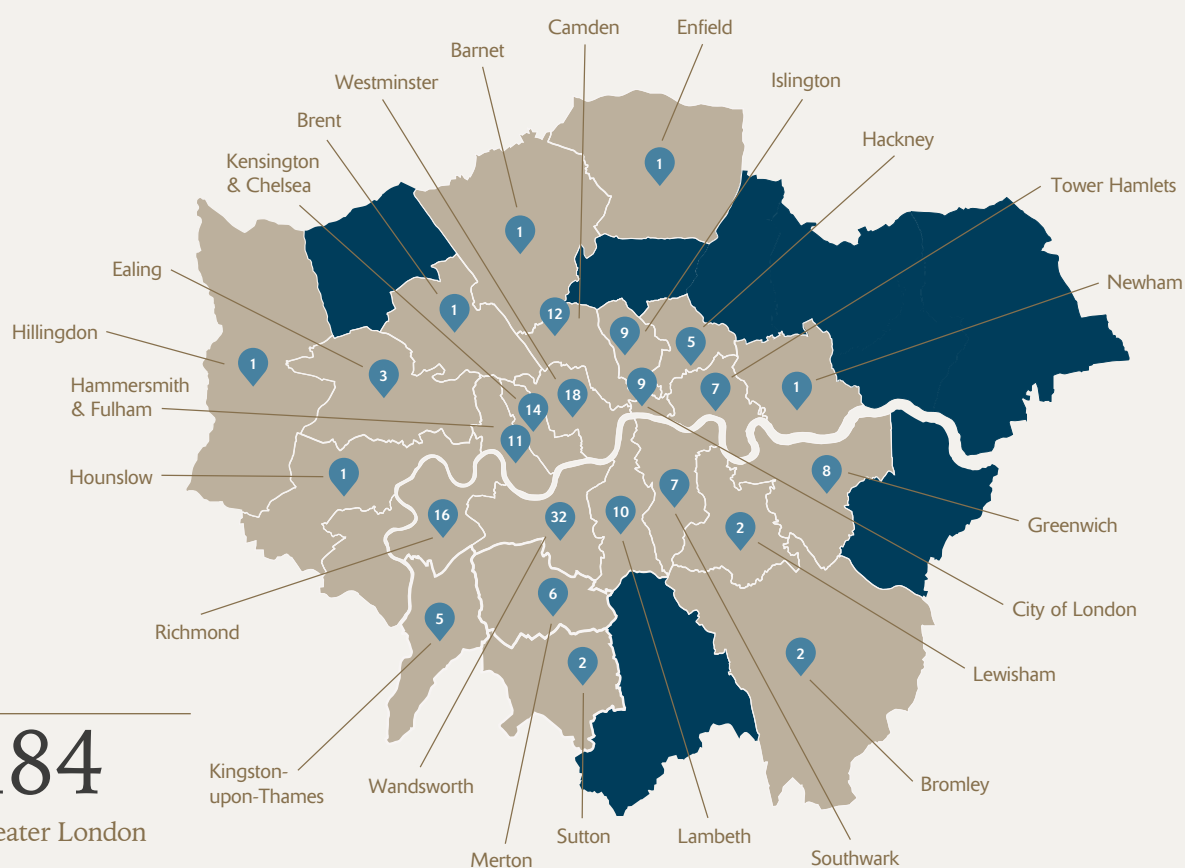 Camden
Enfield
Barnet
Islington
Westminster
Brent
Hackney
Kensington
& Chelsea
Tower Hamlets
Ealing
Newham
Hillingdon
Hammersmith
& Fulham
Hounslow
Greenwich
City of London
Richmond
Lewisham
Kingston-
upon-Thames
Wandsworth
Bromley
Sutton
Lambeth
Merton
Southwark
1
1
1
12
9
5
1
3
9
7
1
18
14
11
1
8
7
16
32
10
2
6
5
2
2
84
London